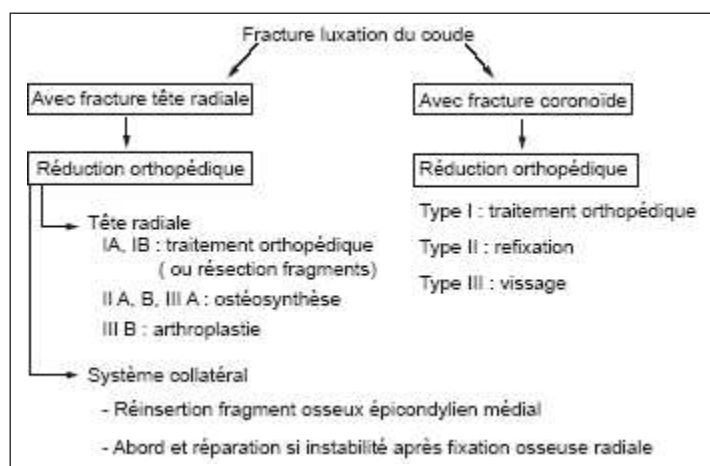 Fracture luxation du coude
Avec fracture tête radiale
Réduction orthopédique
Tête radiale
IA, IB : traitement orthopédique
( ou résection fragments)
II A, B, III A : ostéosynthèse
III B : arthroplastie
Système collatéral
- Réinsertion fragment osseux épicondylien médial
- Abord et réparation si instabilité après fixation osseuse radiale
Avec fracture coronoïde
Réduction orthopédique
Type I : traitement orthopédique
Type II : refixation
Type III : vissage